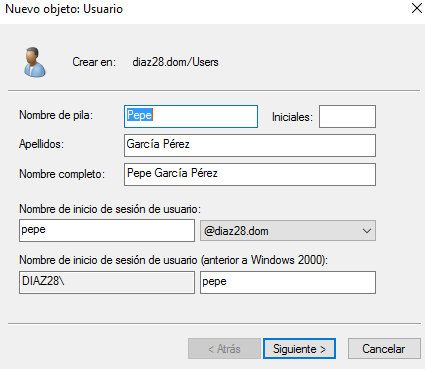 Nuevo objeto: Usuario
Crear en: diaz28.dom/Users
Nombre de pila: Pepe Iniciales:
Apellidos: García Pérez
Nombre completo: Pepe García Pérez
Nombre de inicio de sesión de usuario:
pepe @diaz28.dom
Nombre de inicio de sesión de usuario (anterior a Windows 2000):
DIAZ28\ pepe
< Atrás Siguiente > Cancelar